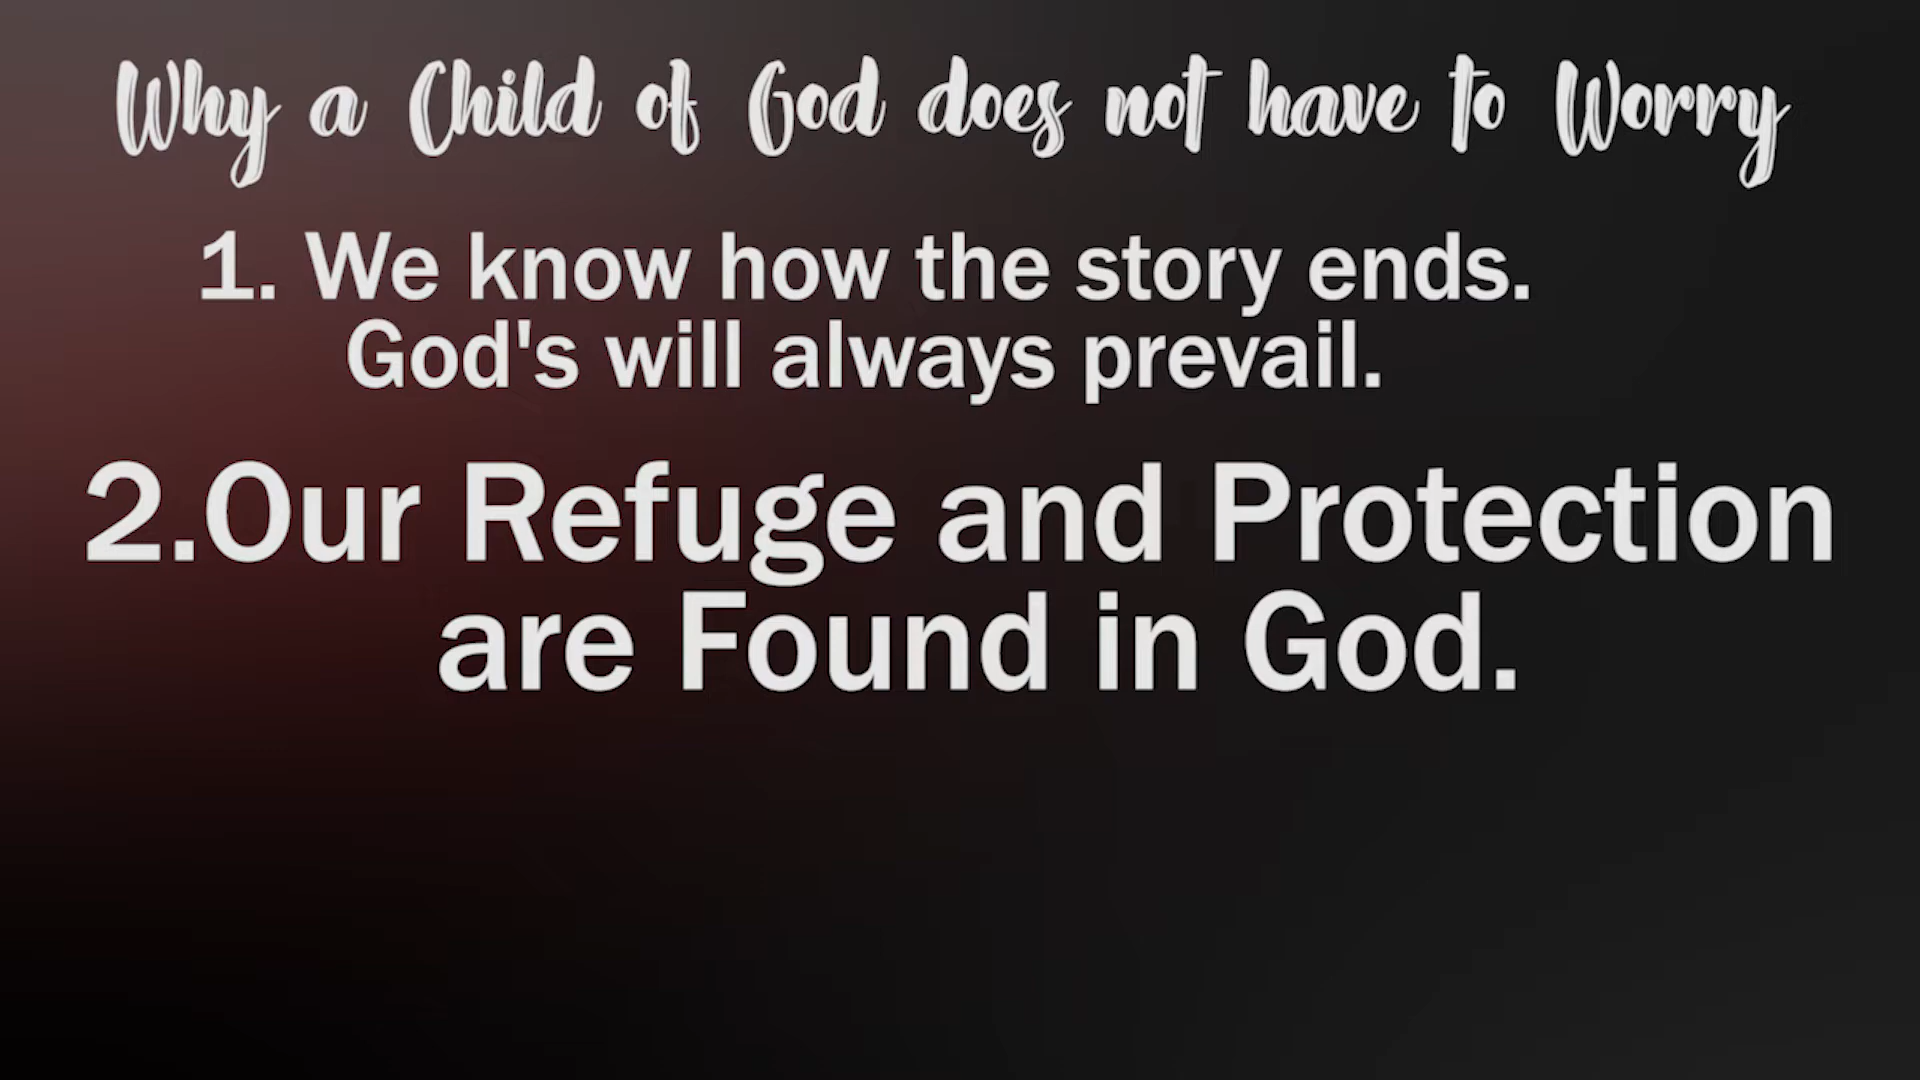 Why a Child of God does not have to Worry
1. We know how the story ends.
God's will always prevail.
2.Our Refuge and Protection
are Found in God.